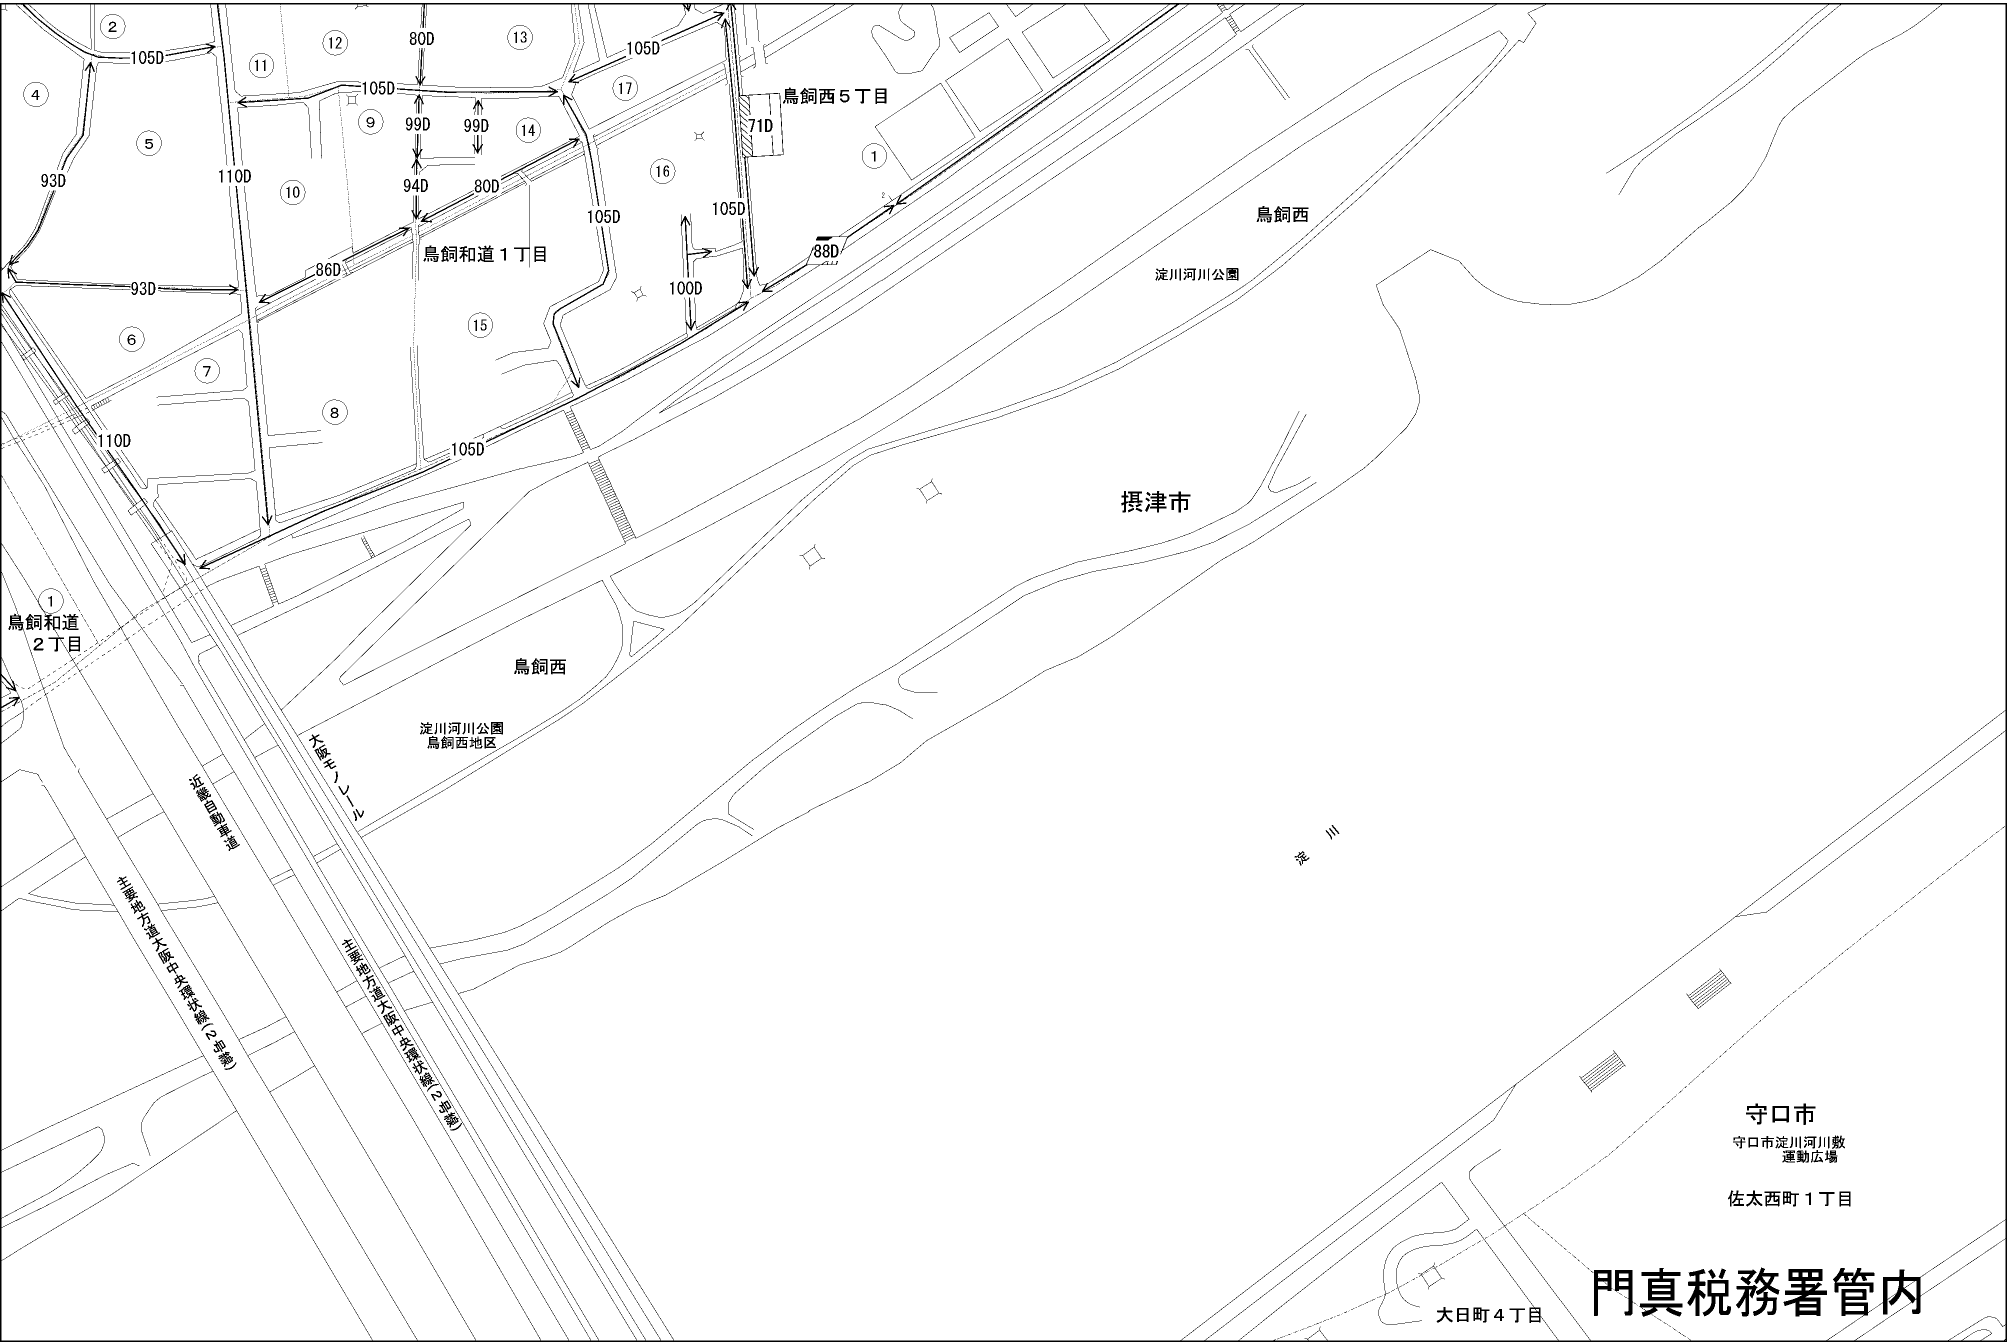 2
12
80D
13
105D
105D
11
4
105D
17
9
99D
99D
14
鳥飼西5丁目
71D
5
1
93D
110D
10
94D
80D
16
2
105D
105D
鳥飼西
88D
鳥飼和道1丁目
86D
淀川河川公園
93D
100D
15
6
7
8
110D
105D
摂津市
1
鳥飼和道
2丁目
鳥飼西
淀川河川公園
鳥飼西地区
大阪モノレール
近畿自動車道
主要地方道大阪中央環状線(2号線)
主要地方道大阪中央環状線(2号線)
淀川
守口市
守口市淀川河川敷
運動広場
佐太西町1丁目
大日町4丁目
門真税務署管内